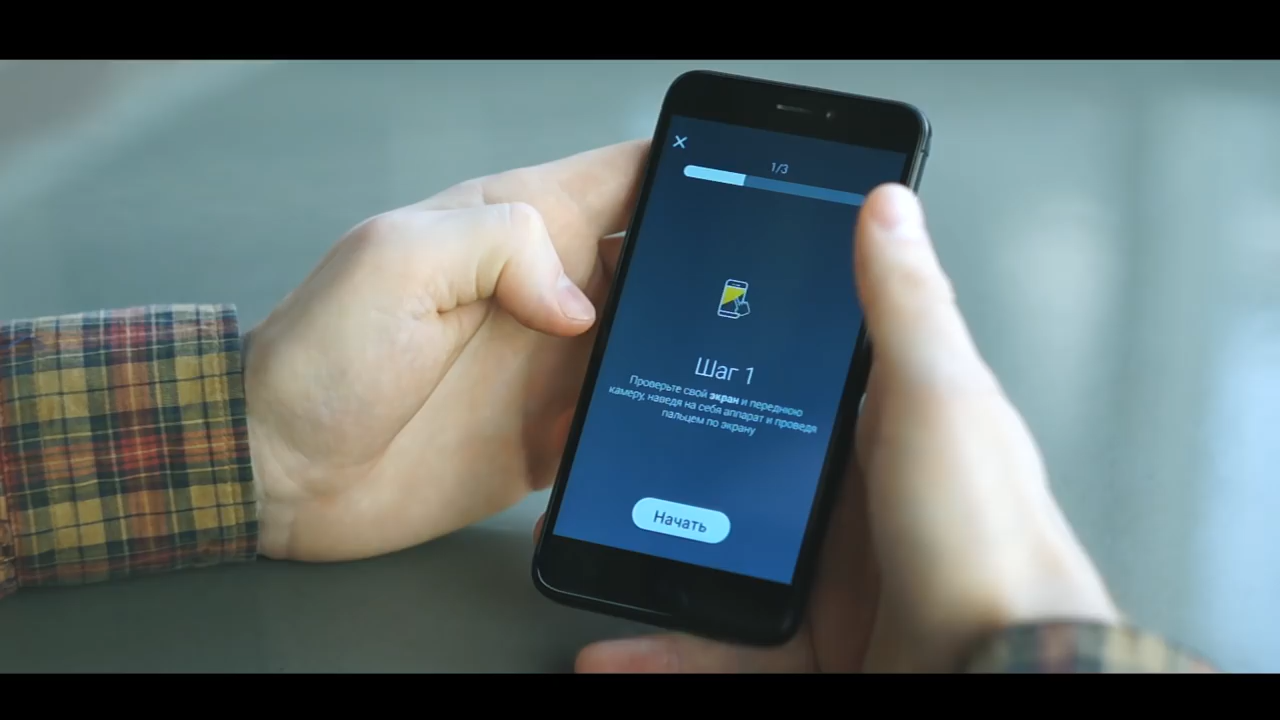 1/3
Шаг 1
Проверьте свой экран и переднюю
камеру, наведя на себя аппарат и проведя
пальцем по экрану
Начать